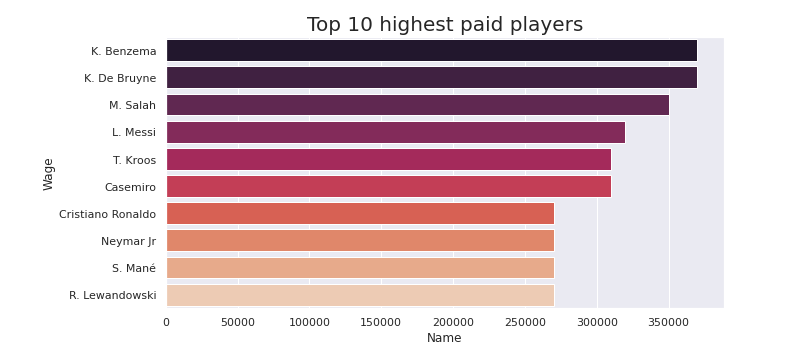 Top 10 highest paid players
K. Benzema
K. De Bruyne
M. Salah
L. Messi
T. Kroos
Casemiro
Cristiano Ronaldo
Neymar Jr
S. Mané
R. Lewandowski
Wage
0 50000 100000 150000 200000 250000 300000 350000
Name